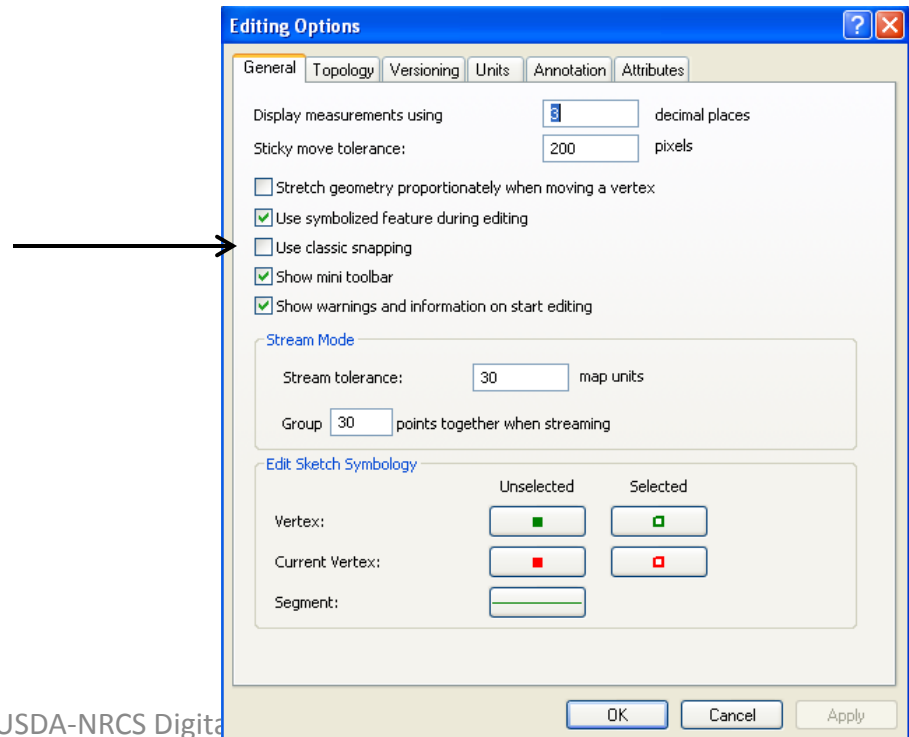 Editing Options
General Topology Versioning Units Annotation Attributes
Display measurements using 3 decimal places
Sticky move tolerance: 200 pixels
Stretch geometry proportionately when moving a vertex
Use symbolized feature during editing
Use classic snapping
Show mini toolbar
Show warnings and information on start editing
Stream Mode
Stream tolerance: 30 map units
Group 30 points together when streaming
Edit Sketch Symbology
Unselected Selected
Vertex:
Current Vertex:
Segment:
OK Cancel Apply
USDA-NRCS Digita